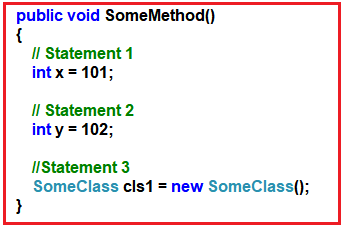 public void SomeMethod()
{
// Statement 1
int x = 101;
// Statement 2
int y = 102;
//Statement 3
SomeClass cls1 = new SomeClass();
}